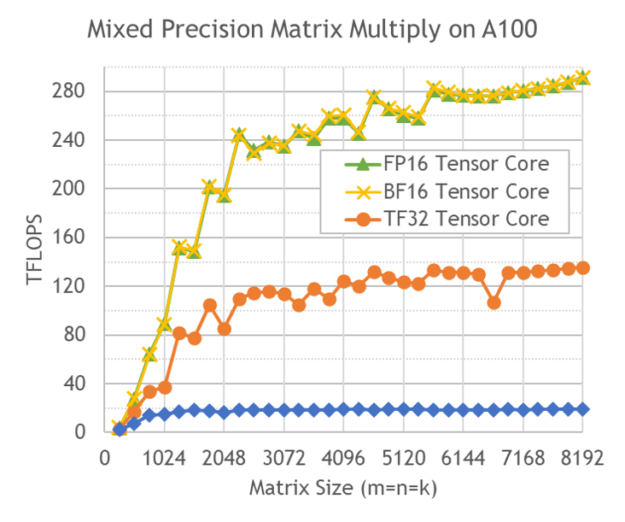 Mixed Precision Matrix Multiply on A100
280
240
200
160
120
80
40
0
TFLOPS
FP16 Tensor Core
BF16 Tensor Core
TF32 Tensor Core
0 1024 2048 3072 4096 5120 6144 7168 8192
Matrix Size (m=n=k)